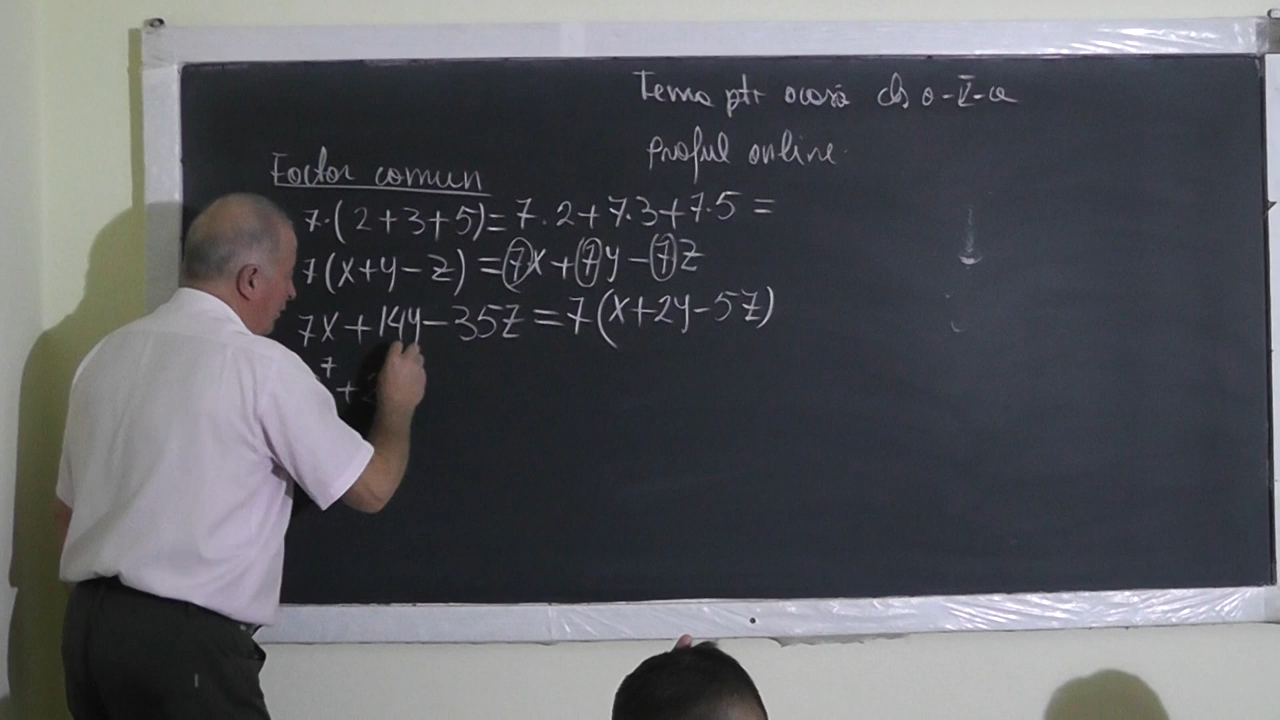 Tema ptr acasă cls a-V-a
proful online.
Factor comun
7·(2+3+5)=7·2+7·3+7·5=
7(x+y-z)=7x+7y-7z
7x+14y-35z=7(x+2y-5z)
7
+